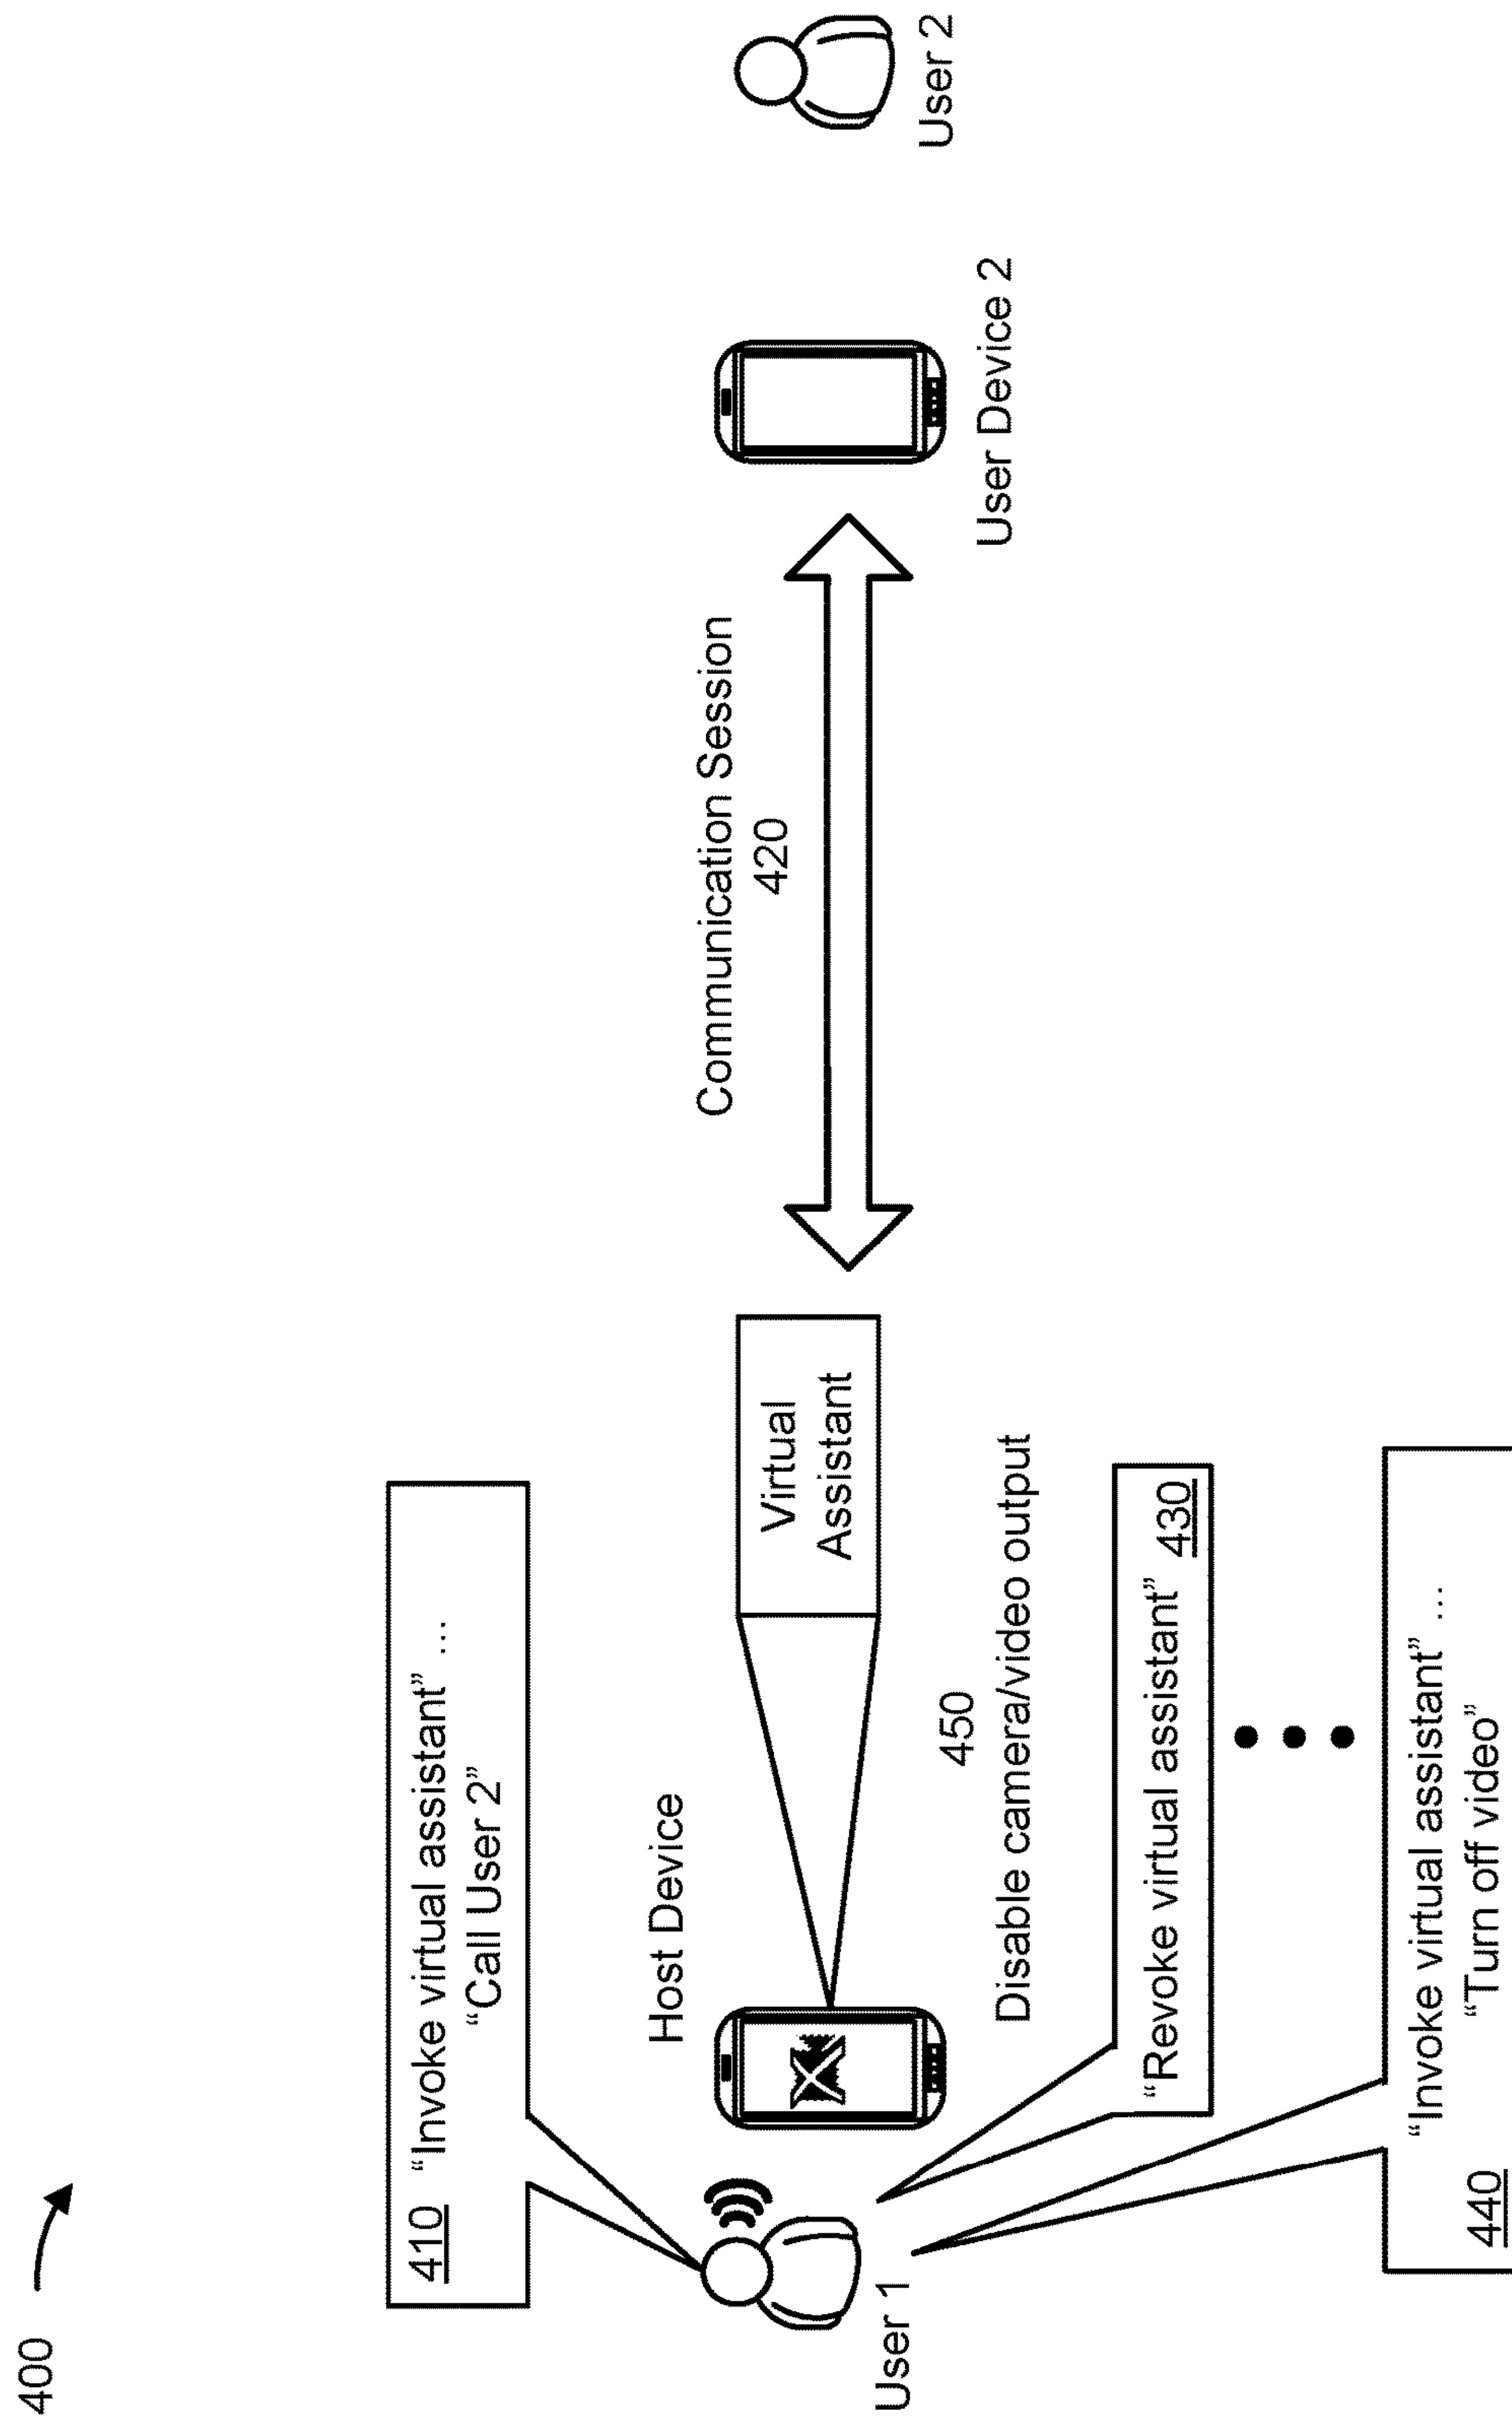 400
410 “Invoke virtual assistant” …
“Call User 2”
Host Device
Communication Session
420
Virtual
Assistant
User 1
User Device 2
User 2
450
Disable camera/video output
“Revoke virtual assistant” 430
“Invoke virtual assistant” …
440 “Turn off video”